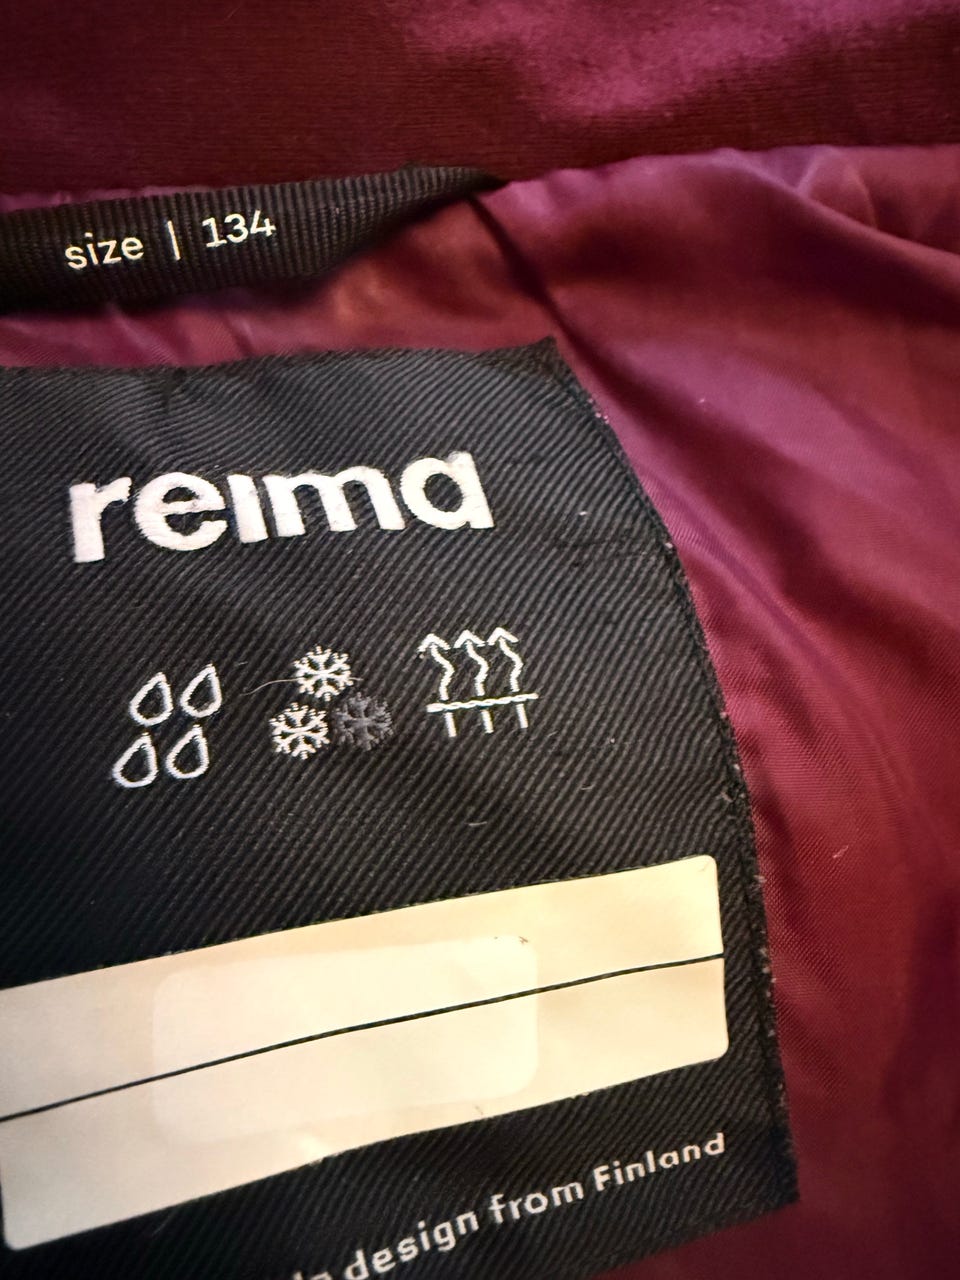 size | 134
reima
design from Finland